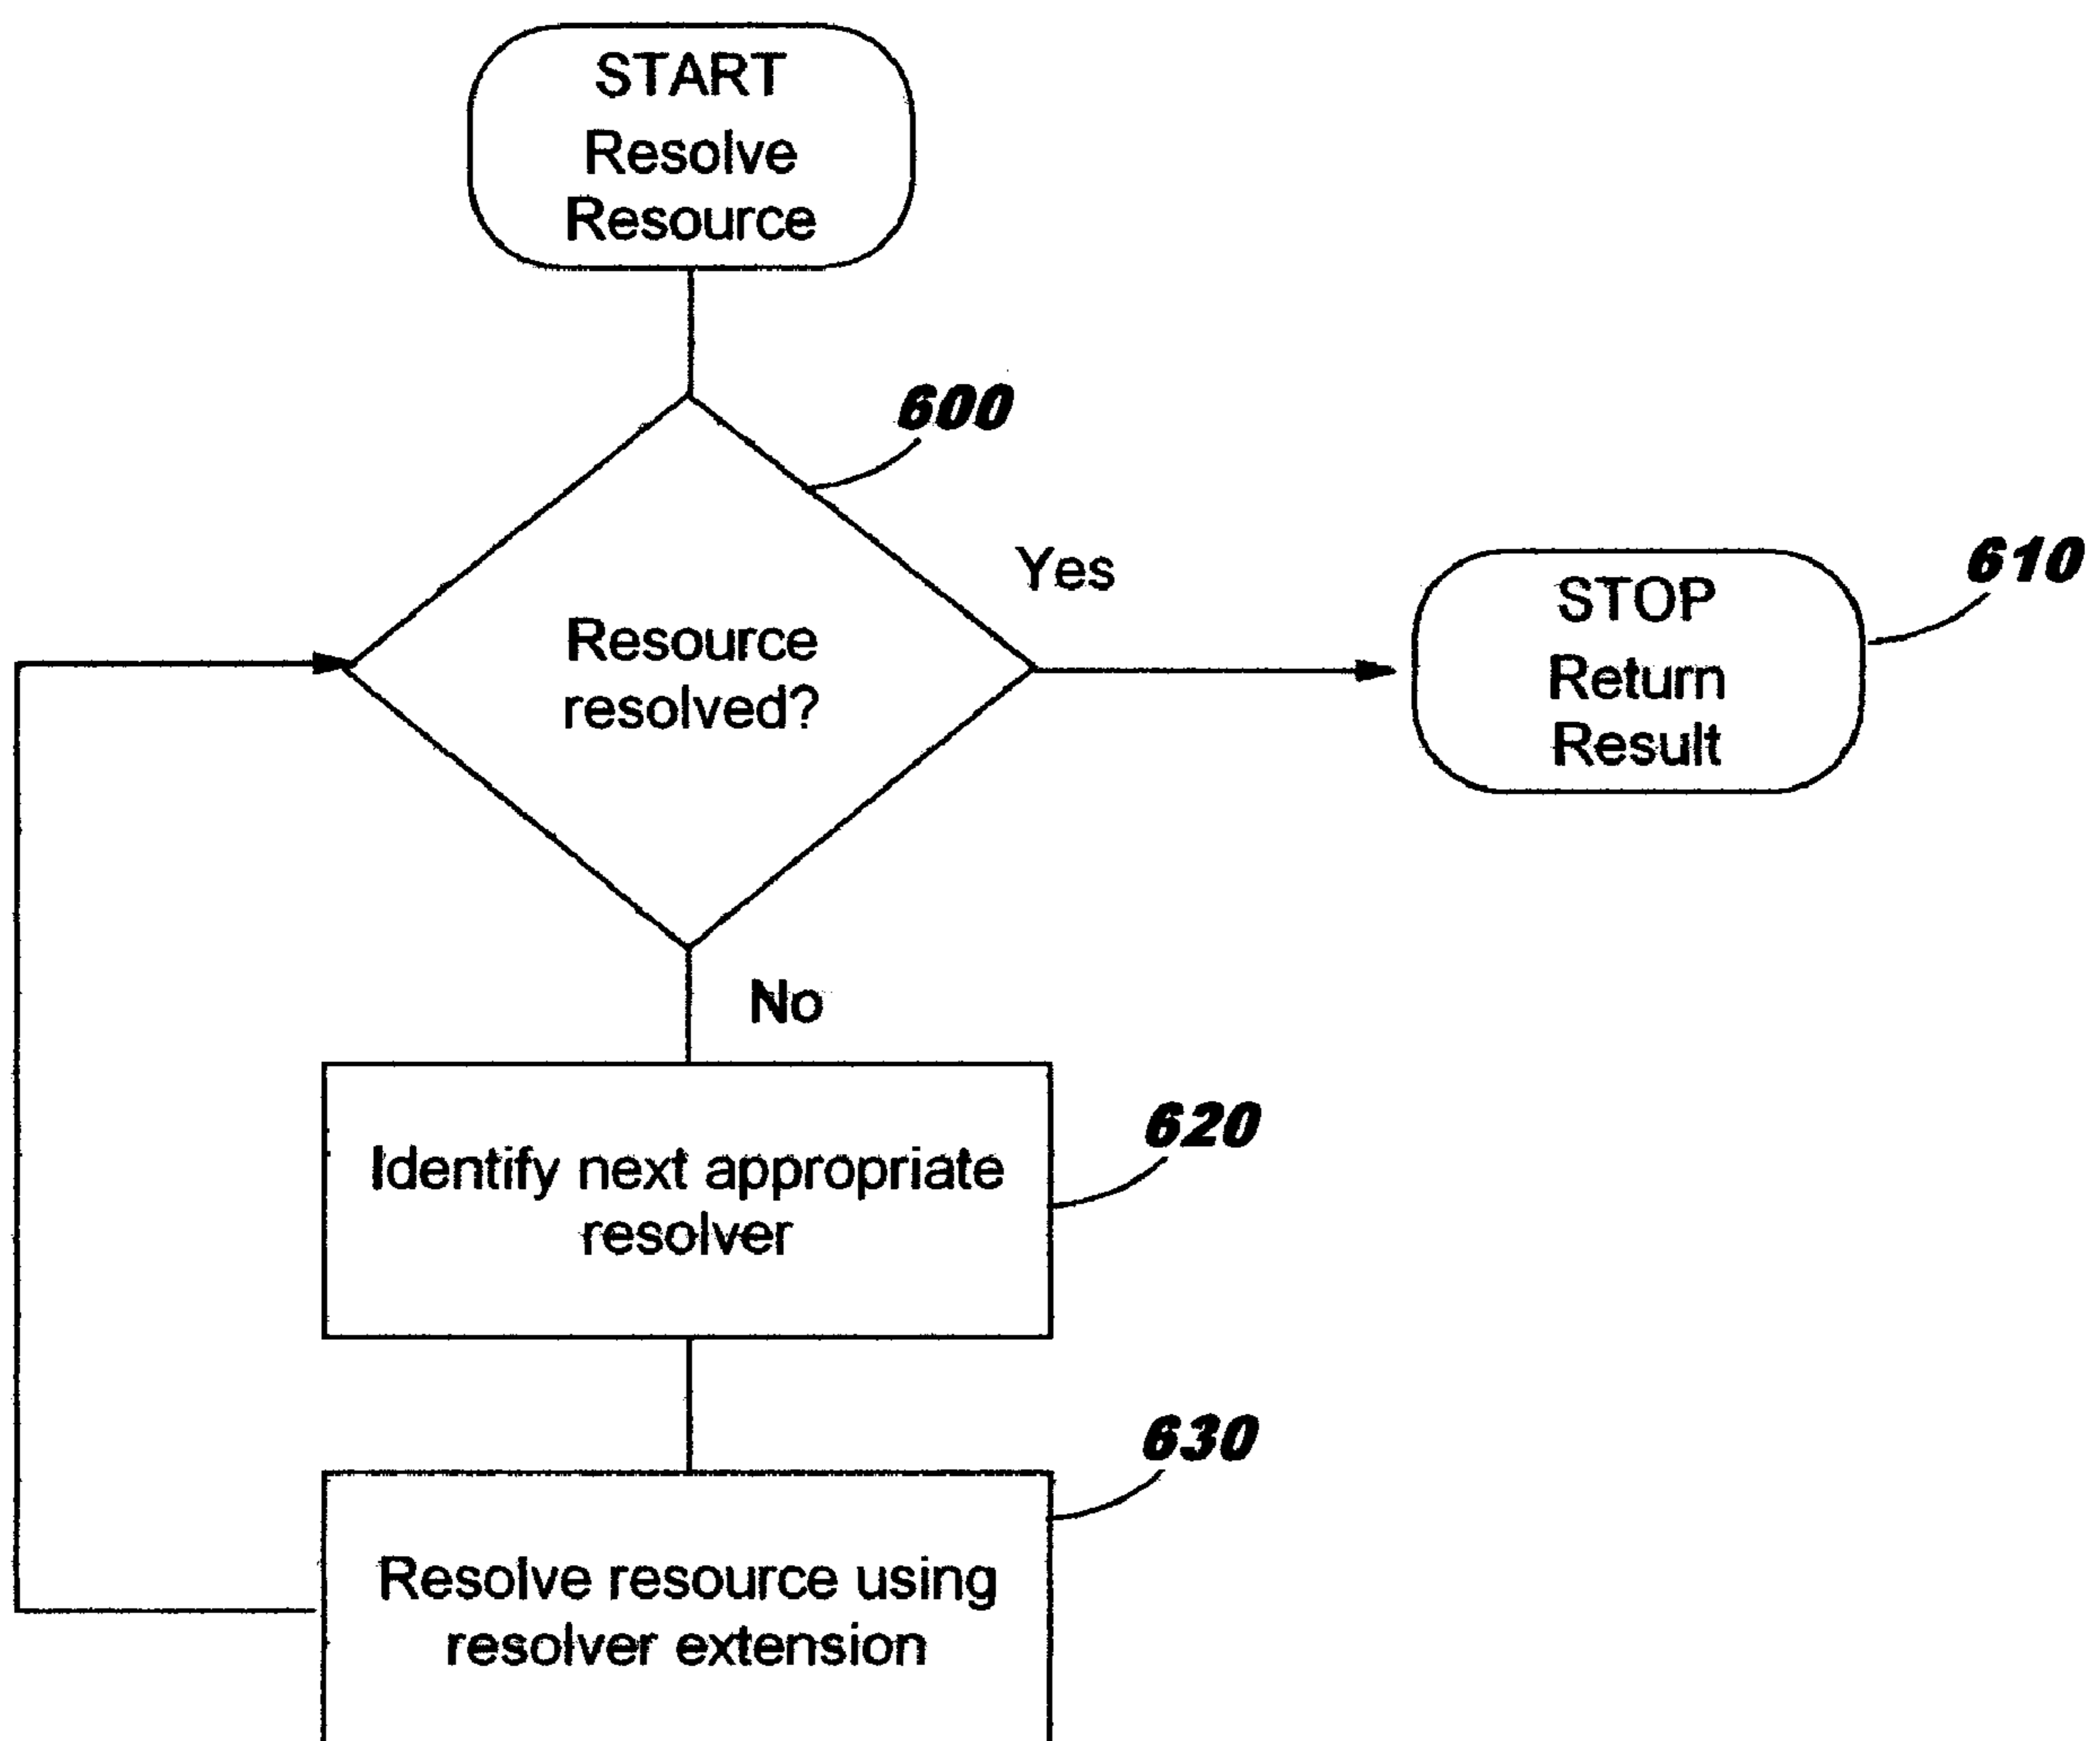 START
Resolve
Resource
600
Yes
Resource
resolved?
610
STOP
Return
Result
No
620
Identify next appropriate
resolver
630
Resolve resource using
resolver extension